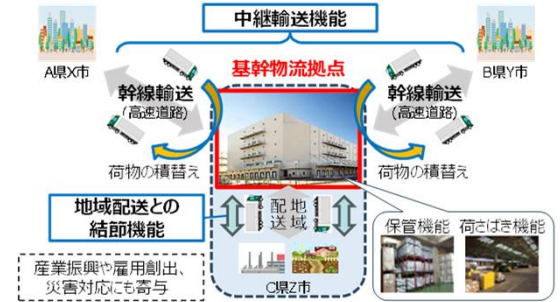 中継輸送機能
A県X市
B県Y市
基幹物流拠点
幹線輸送
(高速道路)
幹線輸送
(高速道路)
荷物の積替え
荷物の積替え
地域配送との
結節機能
地域
配送
保管機能
荷さばき機能
産業振興や雇用創出、
災害対応にも寄与
C県Z市